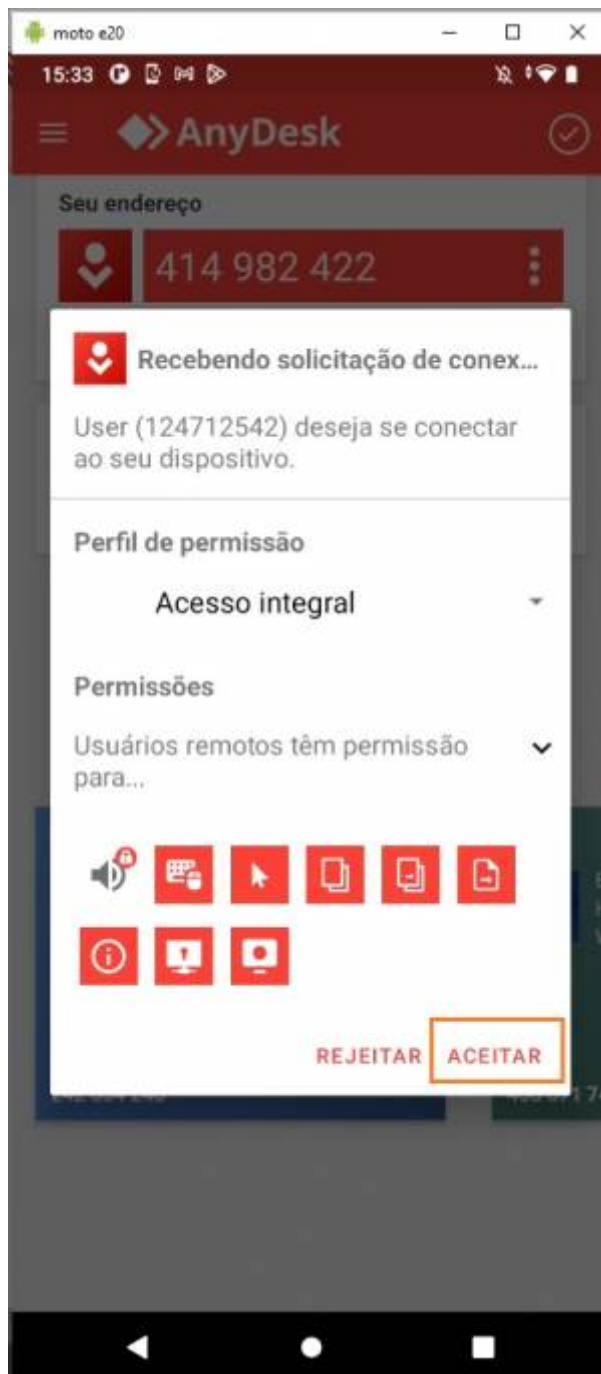 moto e20
15:33
AnyDesk
Seu endereço
414 982 422
Recebendo solicitação de conex...
User (124712542) deseja se conectar
ao seu dispositivo.
Perfil de permissão
Acesso integral
Permissões
Usuários remotos têm permissão
para...
REJEITAR ACEITAR